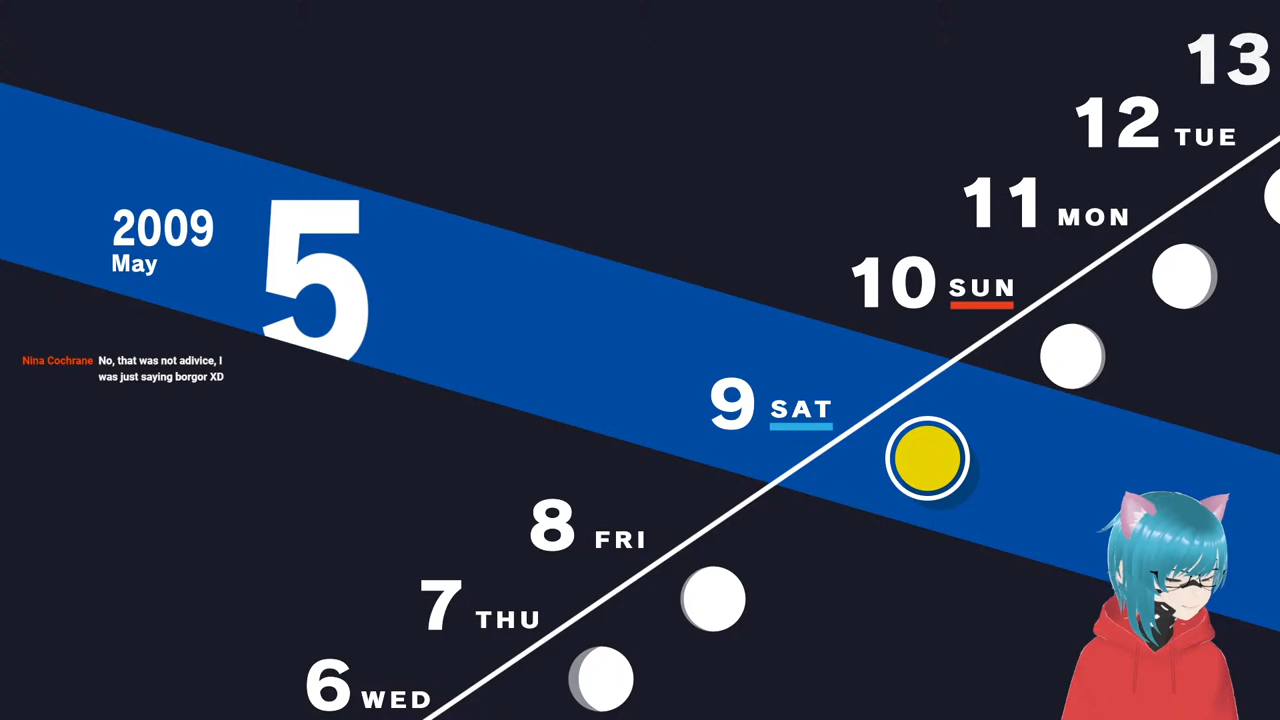 13
12 TUE
11 MON
10 SUN
2009
May
5
9 SAT
8 FRI
7 THU
6 WED
Nina Cochrane No, that was not adivice, I
was just saying borgor XD